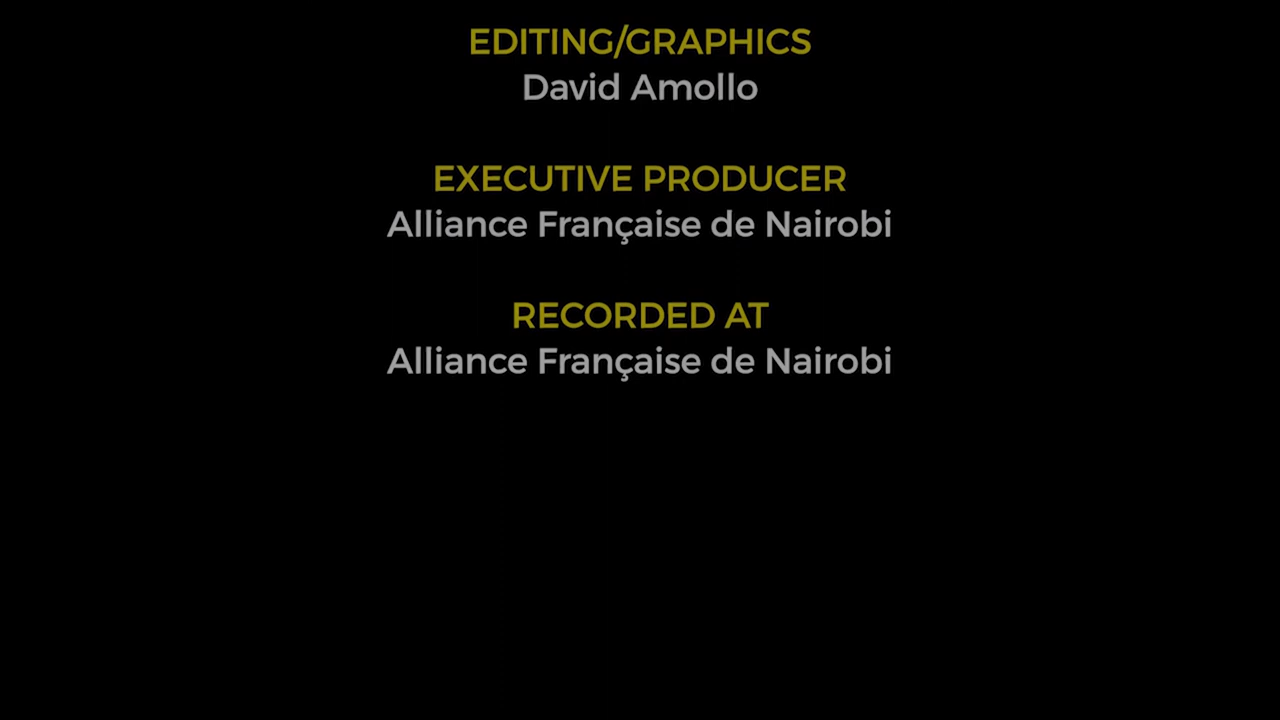 EDITING/GRAPHICS
David Amollo
EXECUTIVE PRODUCER
Alliance Française de Nairobi
RECORDED AT
Alliance Française de Nairobi